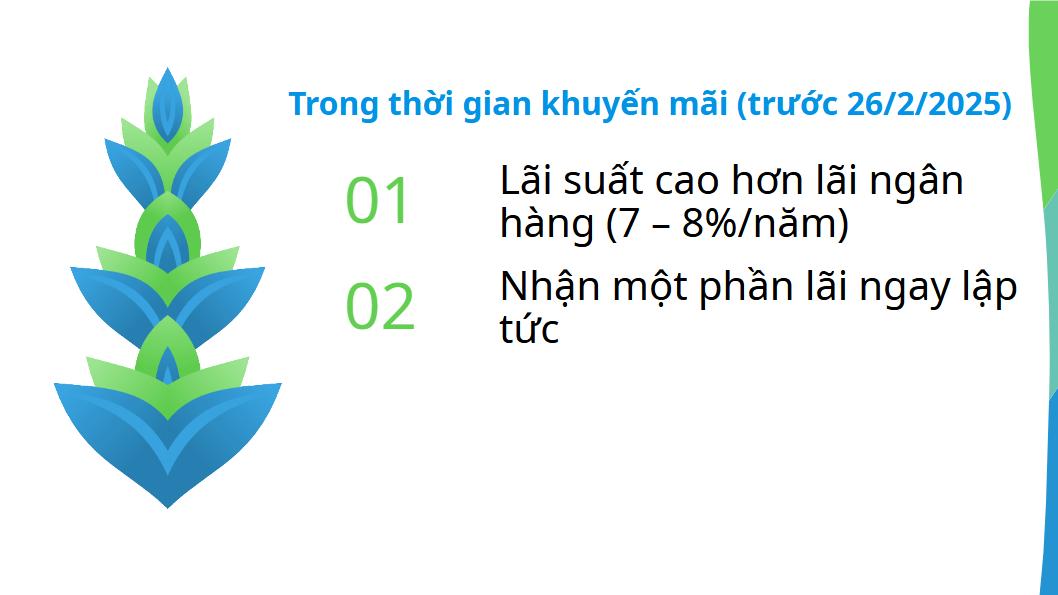 Trong thời gian khuyến mãi (trước 26/2/2025)
01
Lãi suất cao hơn lãi ngân
hàng (7 – 8%/năm)
02
Nhận một phần lãi ngay lập
tức